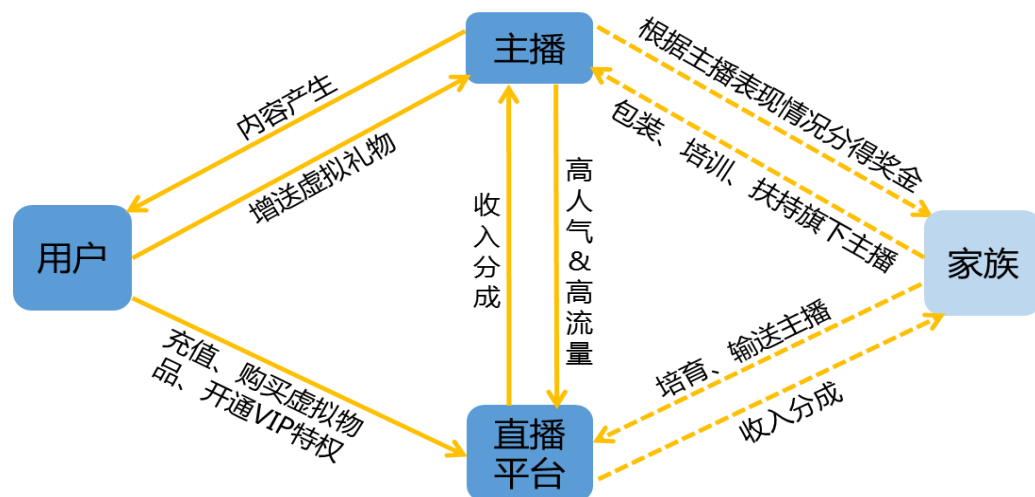 主播
根据主播表现情况分得奖金
内容产生
包装、培训、扶持旗下主播
增送虚拟礼物
高人气&高流量
收入分成
用户
家族
充值、购买虚拟物
品、开通VIP特权
培育、输送主播
收入分成
直播
平台